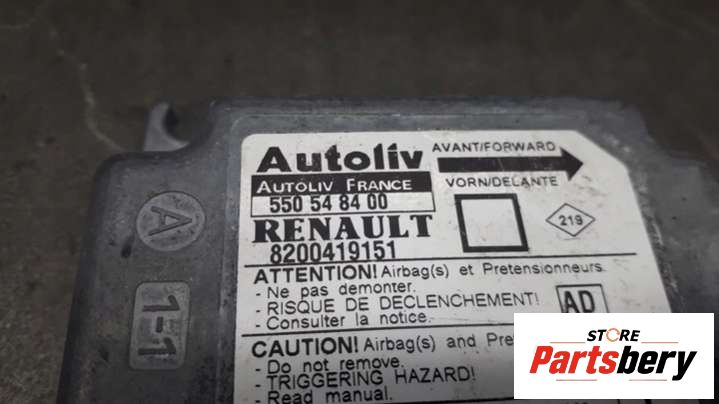 Autoliv
AUTOLIV FRANCE
550 54 84 00
RENAULT
8200419151
AVANT/FORWARD
VORN/DELANTE
219
ATTENTION! Airbag(s) et Pretensionneurs
- Ne pas demonter.
- RISQUE DE DECLENCHEMENT!
- Consulter la notice.
AD
CAUTION! Airbag(s) and
- Do not remove.
- TRIGGERING HAZARD!
- Read manual.
A
1-1
STORE
Partsbery